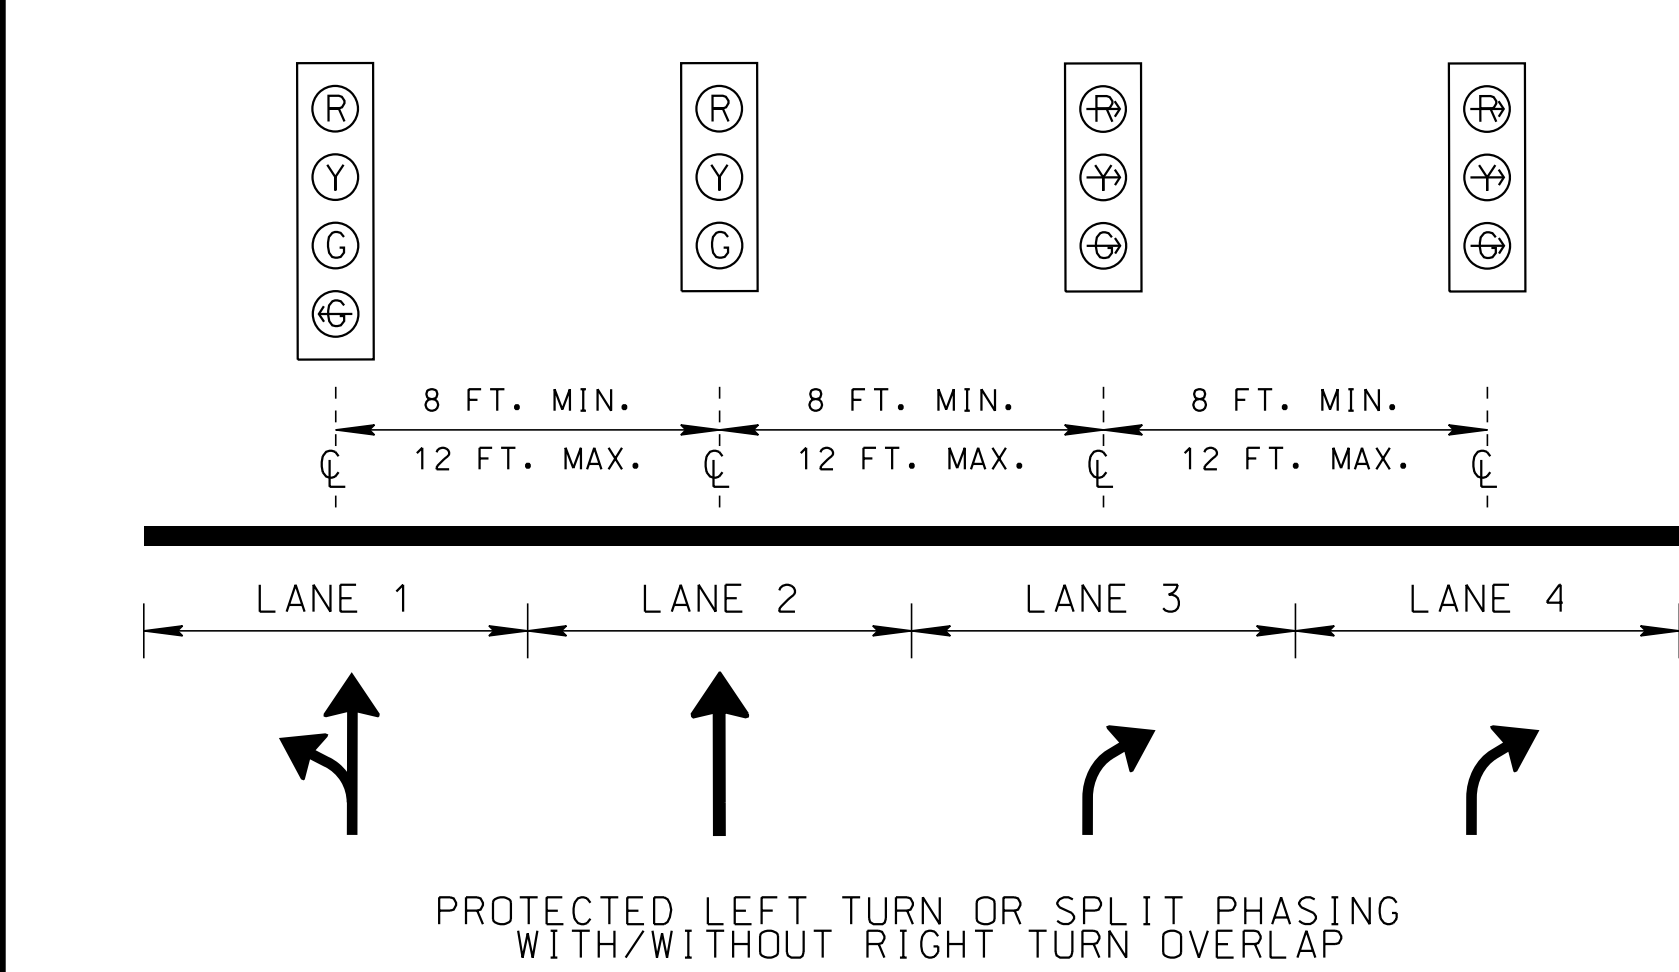 R R R R
Y Y Y Y
G G G G
G
8 FT. MIN. 8 FT. MIN. 8 FT. MIN.
12 FT. MAX. 12 FT. MAX. 12 FT. MAX.
CL CL CL CL
LANE 1 LANE 2 LANE 3 LANE 4
PROTECTED LEFT TURN OR SPLIT PHASING
WITH/WITHOUT RIGHT TURN OVERLAP